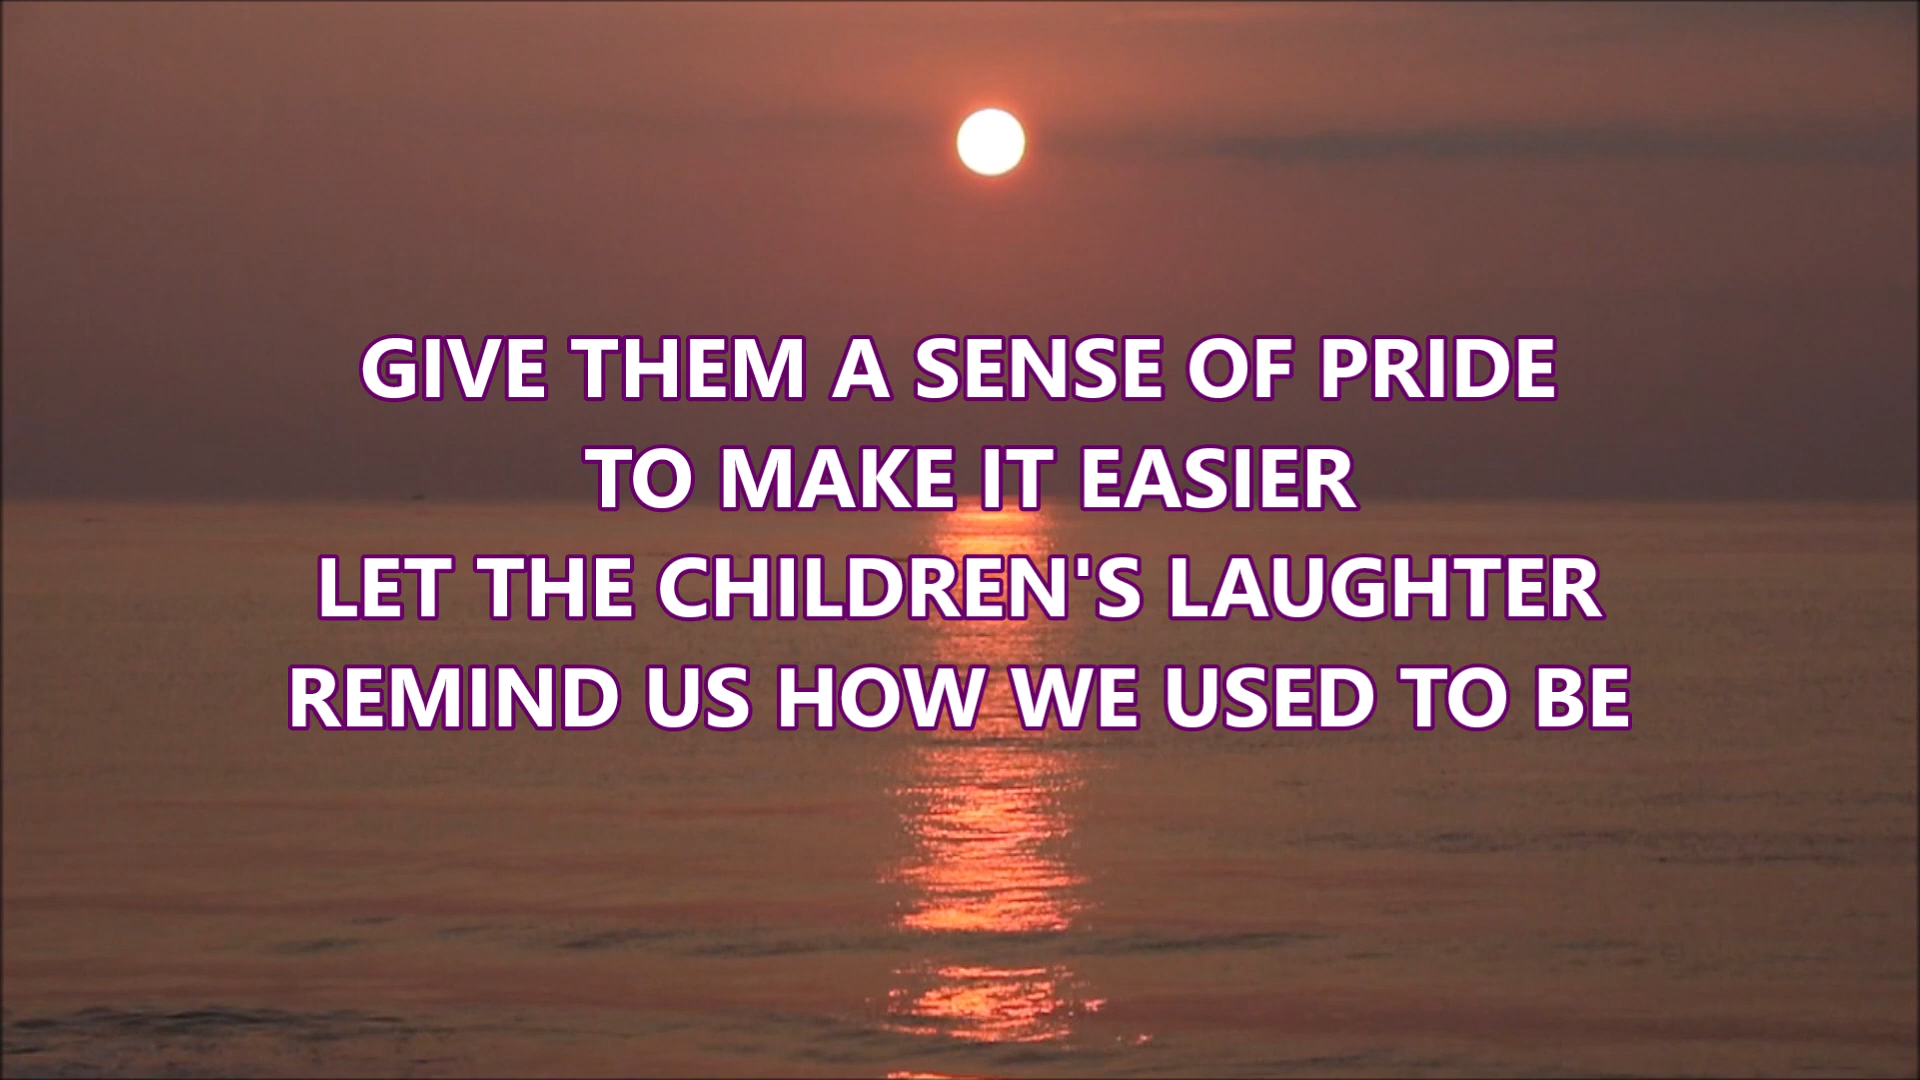 GIVE THEM A SENSE OF PRIDE
TO MAKE IT EASIER
LET THE CHILDREN'S LAUGHTER
REMIND US HOW WE USED TO BE